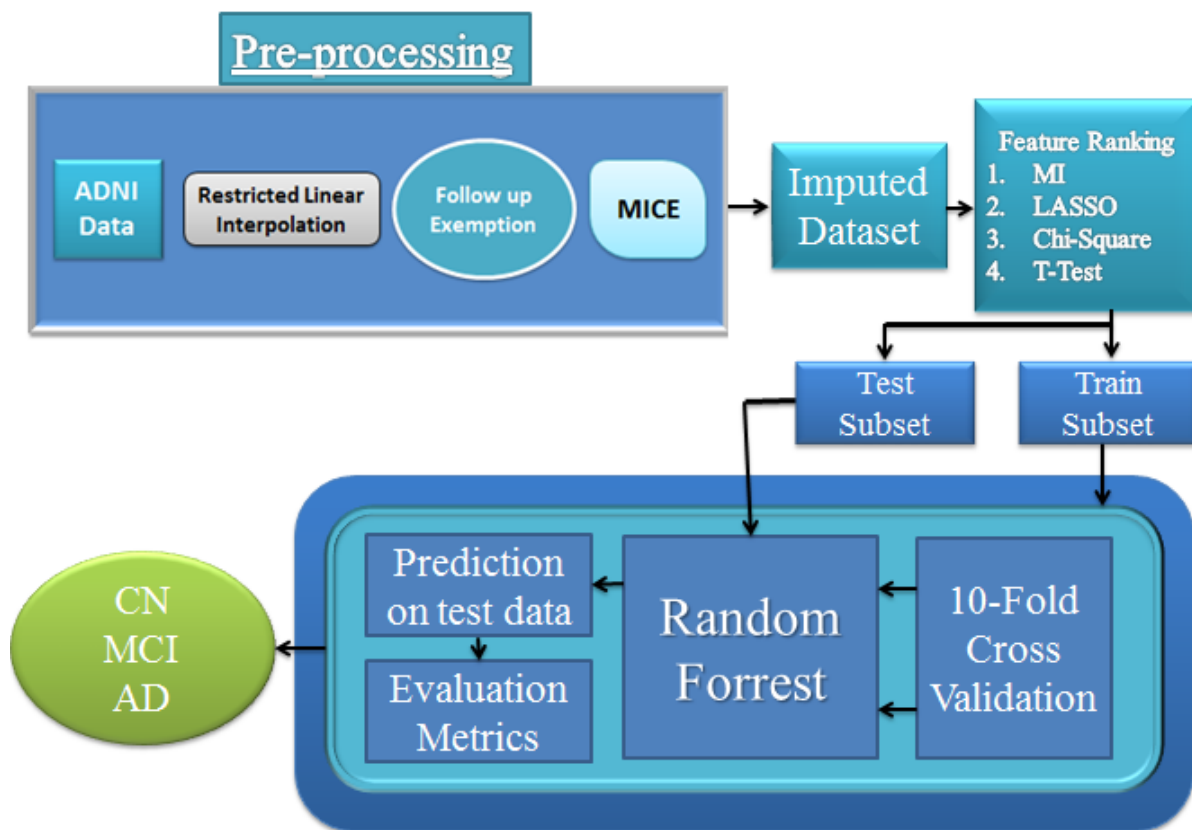 Pre-processing
ADNI
Data
Restricted Linear
Interpolation
Follow up
Exemption
MICE
Imputed
Dataset
Feature Ranking
1. MI
2. LASSO
3. Chi-Square
4. T-Test
Test
Subset
Train
Subset
Prediction
on test data
Evaluation
Metrics
Random
Forrest
10-Fold
Cross
Validation
CN
MCI
AD